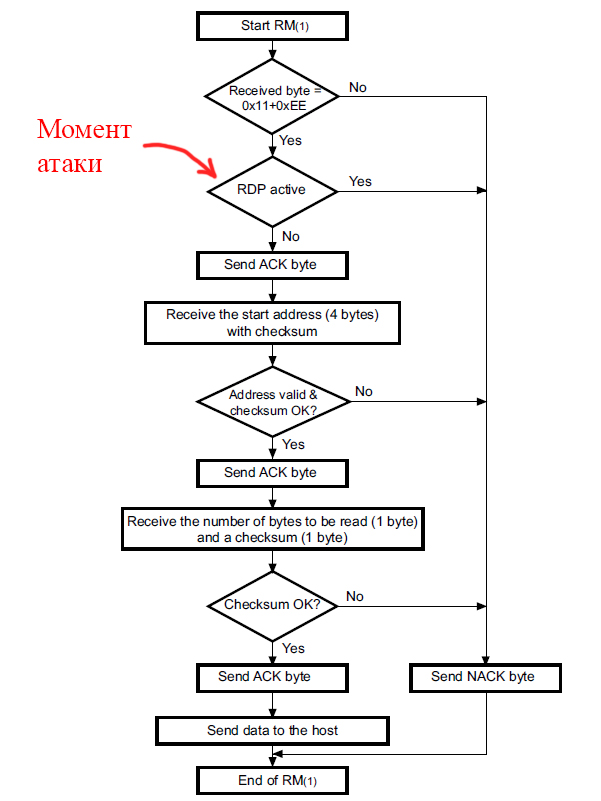 Start RM(1)
Received byte =
0x11+0xEE
No
Yes
Момент
атаки
RDP active
Yes
No
Send ACK byte
Receive the start address (4 bytes)
with checksum
Address valid &
checksum OK?
No
Yes
Send ACK byte
Receive the number of bytes to be read (1 byte)
and a checksum (1 byte)
Checksum OK?
No
Yes
Send ACK byte
Send NACK byte
Send data to the host
End of RM(1)